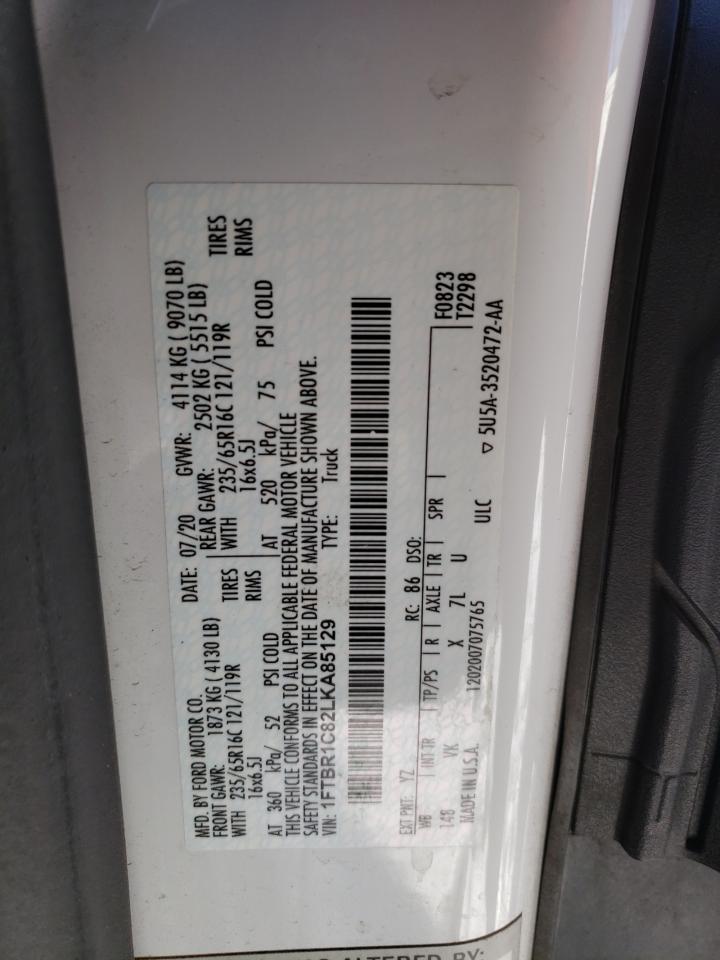 MFD. BY FORD MOTOR CO.
DATE: 07/20 GVWR: 4114 KG ( 9070 LB)
FRONT GAWR: 1873 KG ( 4130 LB) REAR GAWR: 2502 KG ( 5515 LB)
WITH 235/65R16C 121/119R TIRES WITH 235/65R16C 121/119R TIRES
16x6.5J RIMS 16x6.5J RIMS
AT 360 kPa/ 52 PSI COLD AT 520 kPa/ 75 PSI COLD
THIS VEHICLE CONFORMS TO ALL APPLICABLE FEDERAL MOTOR VEHICLE
SAFETY STANDARDS IN EFFECT ON THE DATE OF MANUFACTURE SHOWN ABOVE.
VIN: 1FTBR1C82LKA85129 TYPE: Truck
EXT PNT: YZ RC: 86 DSO: F0823
WB INT TR TP/PS R AXLE TR SPR T2298
148 VK X 7L U
MADE IN U.S.A. 1202007075765 ULC ▽ 5U5A-3520472-AA
ALTERED BY: